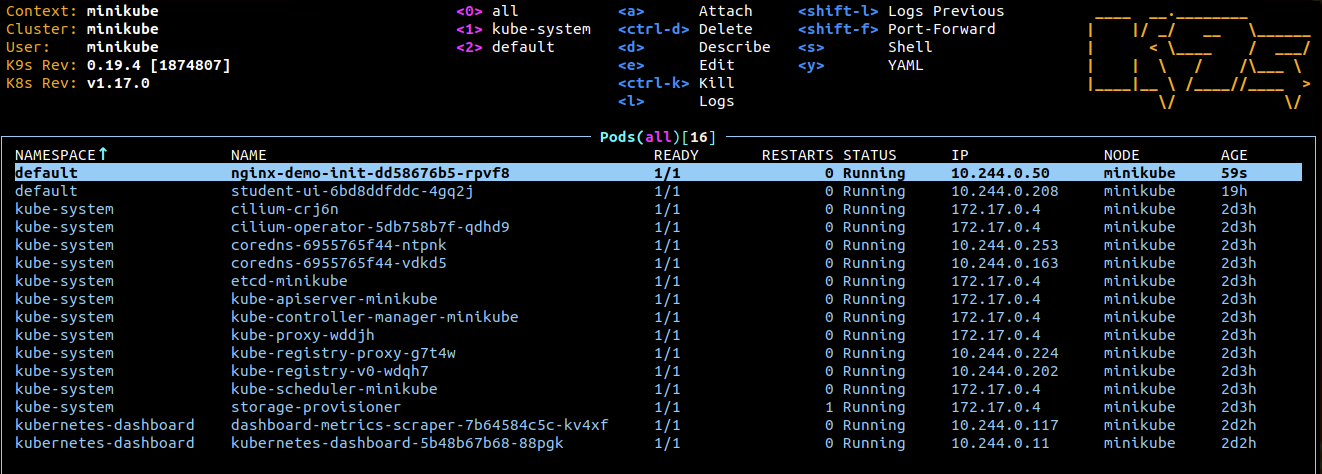 Context: minikube <0> all <a> Attach <shift-l> Logs Previous
Cluster: minikube <1> kube-system <ctrl-d> Delete <shift-f> Port-Forward
User: minikube <2> default <d> Describe <s> Shell
K9s Rev: 0.19.4 [1874807] <e> Edit <y> YAML
K8s Rev: v1.17.0 <ctrl-k> Kill
<l> Logs
Pods(all)[16]
NAMESPACE↑ NAME READY RESTARTS STATUS IP NODE AGE
default nginx-demo-init-dd58676b5-rpvf8 1/1 0 Running 10.244.0.50 minikube 59s
default student-ui-6bd8ddfddc-4gq2j 1/1 0 Running 10.244.0.208 minikube 19h
kube-system cilium-crj6n 1/1 0 Running 172.17.0.4 minikube 2d3h
kube-system cilium-operator-5db758b7f-qdhd9 1/1 0 Running 172.17.0.4 minikube 2d3h
kube-system coredns-6955765f44-ntpnk 1/1 0 Running 10.244.0.253 minikube 2d3h
kube-system coredns-6955765f44-vdkd5 1/1 0 Running 10.244.0.163 minikube 2d3h
kube-system etcd-minikube 1/1 0 Running 172.17.0.4 minikube 2d3h
kube-system kube-apiserver-minikube 1/1 0 Running 172.17.0.4 minikube 2d3h
kube-system kube-controller-manager-minikube 1/1 0 Running 172.17.0.4 minikube 2d3h
kube-system kube-proxy-wddjh 1/1 0 Running 172.17.0.4 minikube 2d3h
kube-system kube-registry-proxy-g7t4w 1/1 0 Running 10.244.0.224 minikube 2d3h
kube-system kube-registry-v0-wdqh7 1/1 0 Running 10.244.0.202 minikube 2d3h
kube-system kube-scheduler-minikube 1/1 0 Running 172.17.0.4 minikube 2d3h
kube-system storage-provisioner 1/1 1 Running 172.17.0.4 minikube 2d3h
kubernetes-dashboard dashboard-metrics-scraper-7b64584c5c-kv4xf 1/1 0 Running 10.244.0.117 minikube 2d2h
kubernetes-dashboard kubernetes-dashboard-5b48b67b68-88pgk 1/1 0 Running 10.244.0.11 minikube 2d2h